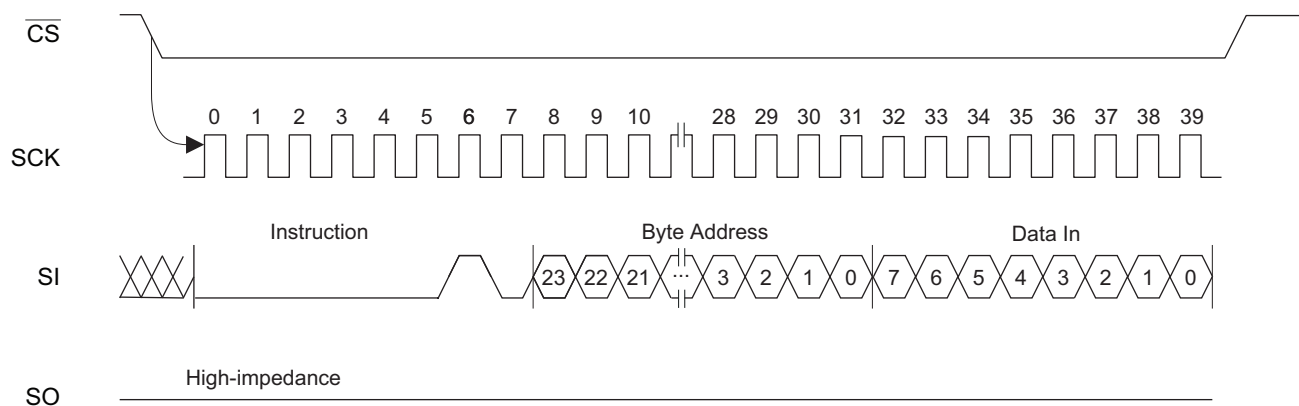 CS
0 1 2 3 4 5 6 7 8 9 10 28 29 30 31 32 33 34 35 36 37 38 39
SCK
Instruction Byte Address Data In
SI 23 22 21 ... 3 2 1 0 7 6 5 4 3 2 1 0
High-impedance
SO